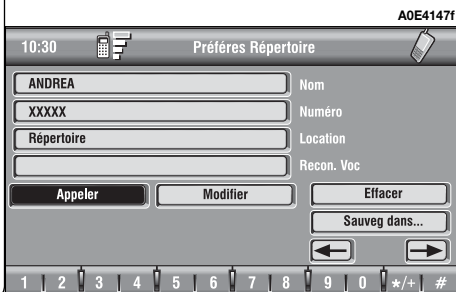 A0E4147f
10:30 Préféres Répertoire
ANDREA Nom
XXXXX Numéro
Répertoire Location
Recon. Voc
Appeler Modifier Effacer
Sauveg dans...
1 2 3 4 5 6 7 8 9 0 */+ #